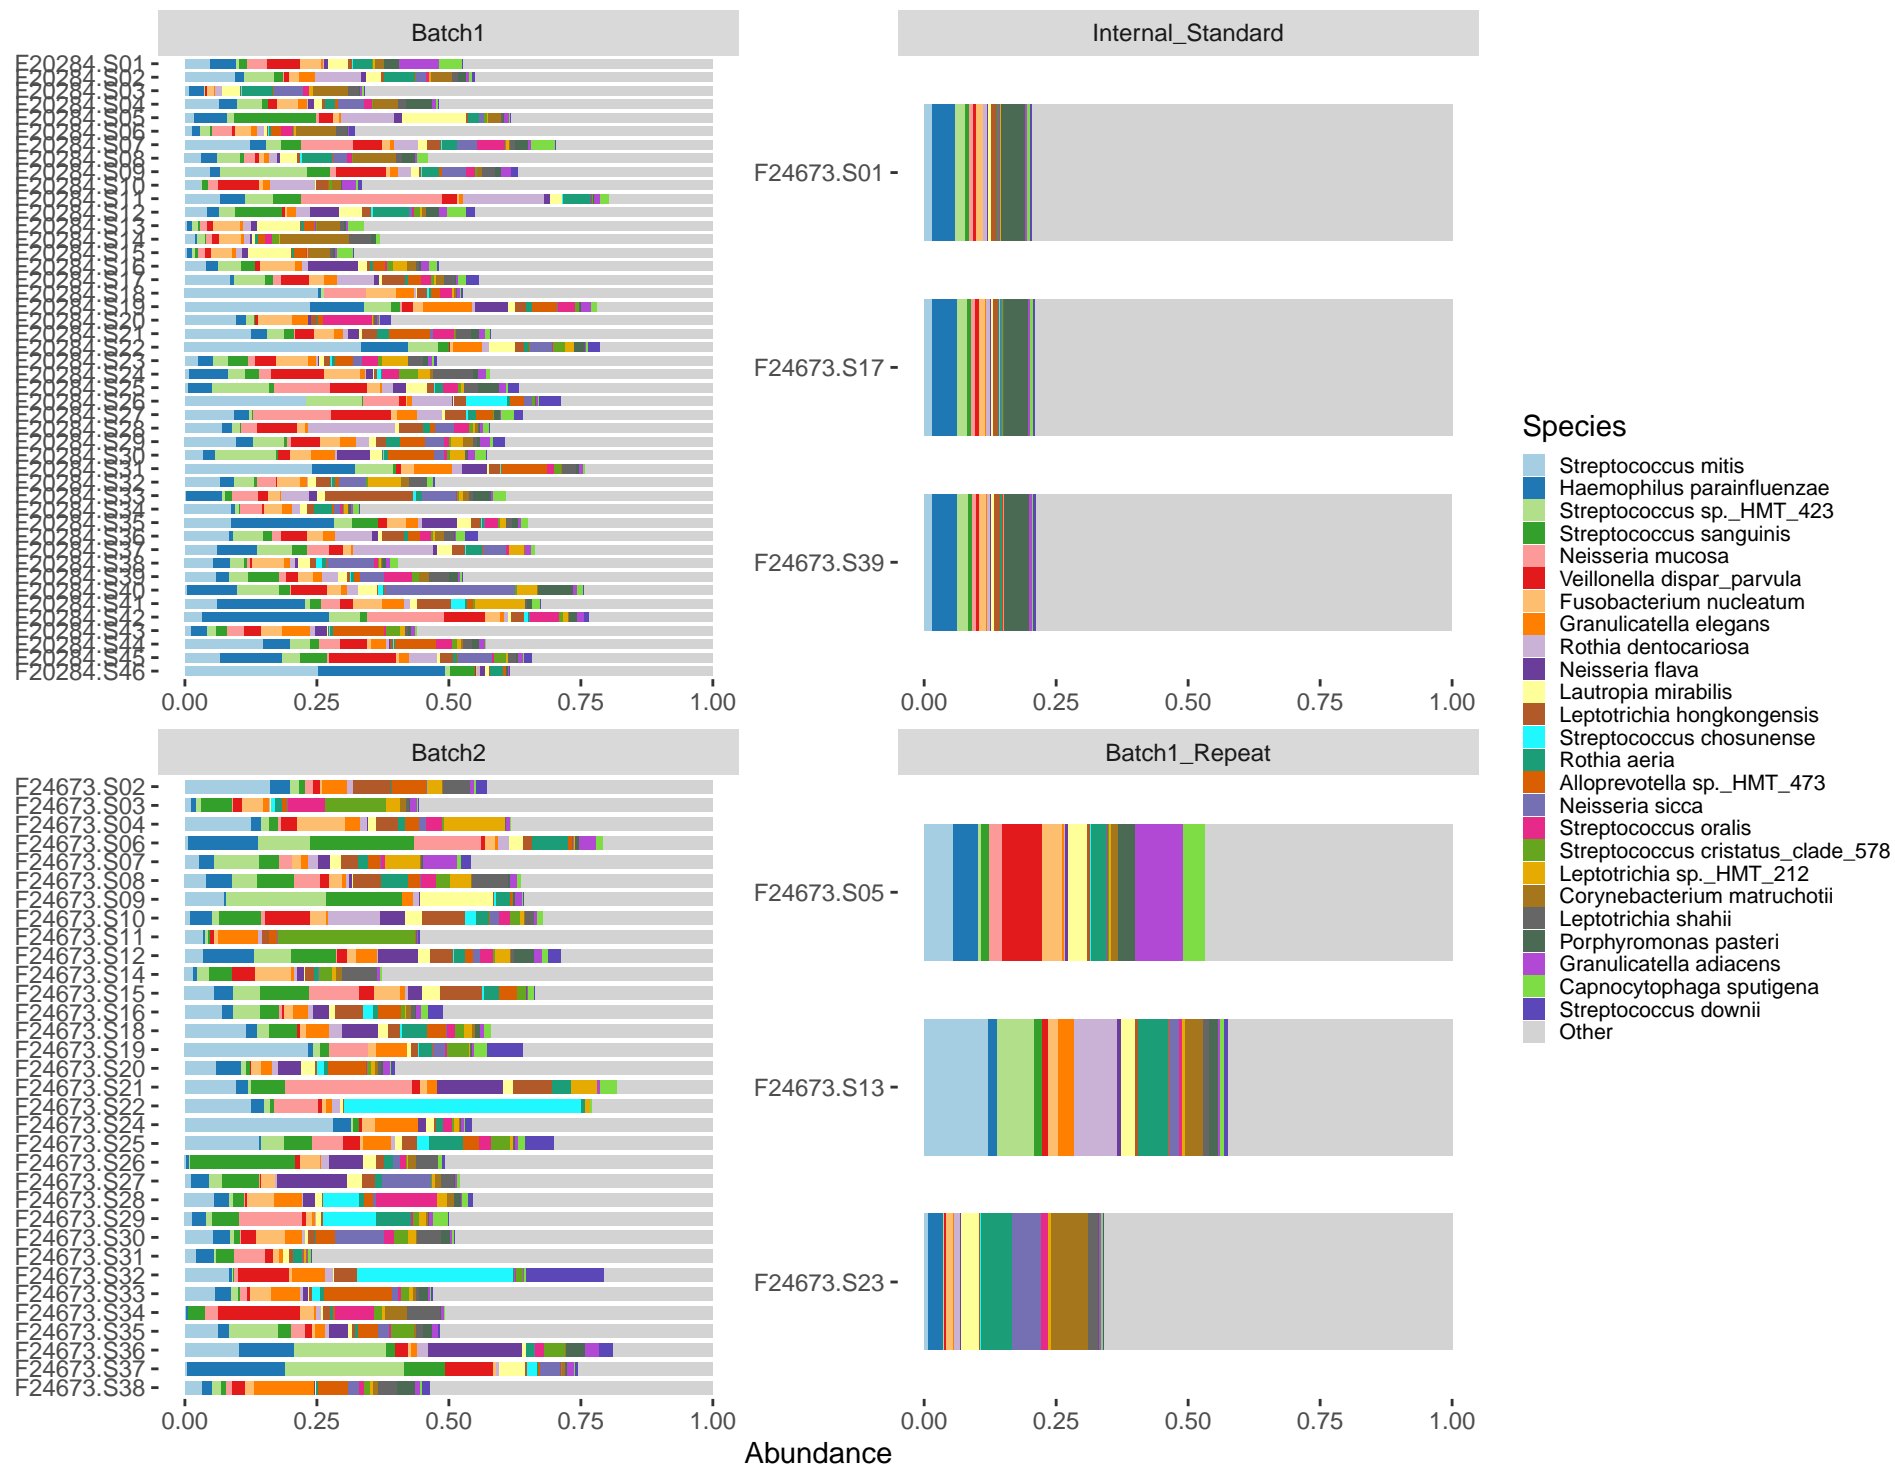 Batch1
F20284.S01
F20284.S02
F20284.S03
F20284.S04
F20284.S05
F20284.S06
F20284.S07
F20284.S08
F20284.S09
F20284.S10
F20284.S11
F20284.S12
F20284.S13
F20284.S14
F20284.S15
F20284.S16
F20284.S17
F20284.S18
F20284.S19
F20284.S20
F20284.S21
F20284.S22
F20284.S23
F20284.S24
F20284.S25
F20284.S26
F20284.S27
F20284.S28
F20284.S29
F20284.S30
F20284.S31
F20284.S32
F20284.S33
F20284.S34
F20284.S35
F20284.S36
F20284.S37
F20284.S38
F20284.S39
F20284.S40
F20284.S41
F20284.S42
F20284.S43
F20284.S44
F20284.S45
F20284.S46
0.00 0.25 0.50 0.75 1.00
Internal_Standard
F24673.S01
F24673.S17
F24673.S39
0.00 0.25 0.50 0.75 1.00
Batch2
F24673.S02
F24673.S03
F24673.S04
F24673.S06
F24673.S07
F24673.S08
F24673.S09
F24673.S10
F24673.S11
F24673.S12
F24673.S14
F24673.S15
F24673.S16
F24673.S18
F24673.S19
F24673.S20
F24673.S21
F24673.S22
F24673.S24
F24673.S25
F24673.S26
F24673.S27
F24673.S28
F24673.S29
F24673.S30
F24673.S31
F24673.S32
F24673.S33
F24673.S34
F24673.S35
F24673.S36
F24673.S37
F24673.S38
0.00 0.25 0.50 0.75 1.00
Batch1_Repeat
F24673.S05
F24673.S13
F24673.S23
0.00 0.25 0.50 0.75 1.00
Abundance
Species
Streptococcus mitis
Haemophilus parainfluenzae
Streptococcus sp._HMT_423
Streptococcus sanguinis
Neisseria mucosa
Veillonella dispar_parvula
Fusobacterium nucleatum
Granulicatella elegans
Rothia dentocariosa
Neisseria flava
Lautropia mirabilis
Leptotrichia hongkongensis
Streptococcus chosunense
Rothia aeria
Alloprevotella sp._HMT_473
Neisseria sicca
Streptococcus oralis
Streptococcus cristatus_clade_578
Leptotrichia sp._HMT_212
Corynebacterium matruchotii
Leptotrichia shahii
Porphyromonas pasteri
Granulicatella adiacens
Capnocytophaga sputigena
Streptococcus downii
Other